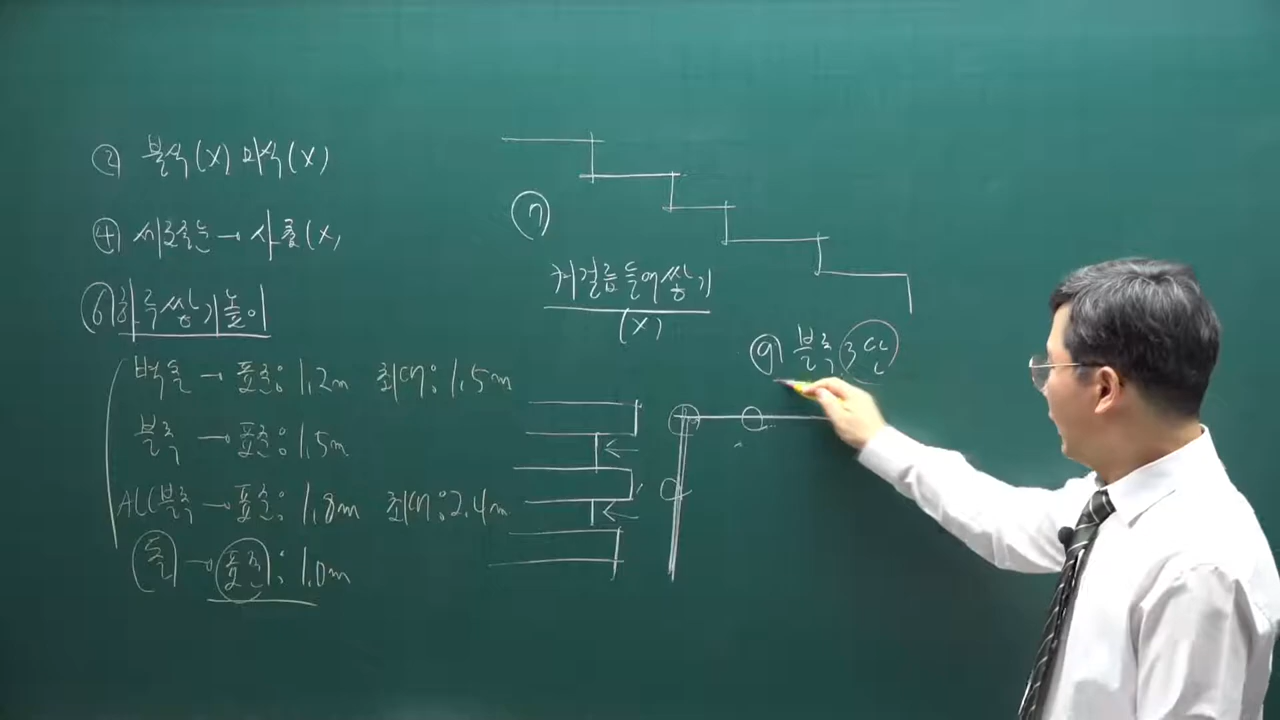 ② 불식(X) 미식(X)
④ 세로줄눈 → 사용(X)
⑥ 하루쌓기높이
벽돌 → 표준: 1.2m 최대: 1.5m
블록 → 표준: 1.5m
ALC블록 → 표준: 1.8m 최대: 2.4m
돌 → 표준: 1.0m
⑦
켜걸름 들여쌓기
(X)
⑨ 블록 3단